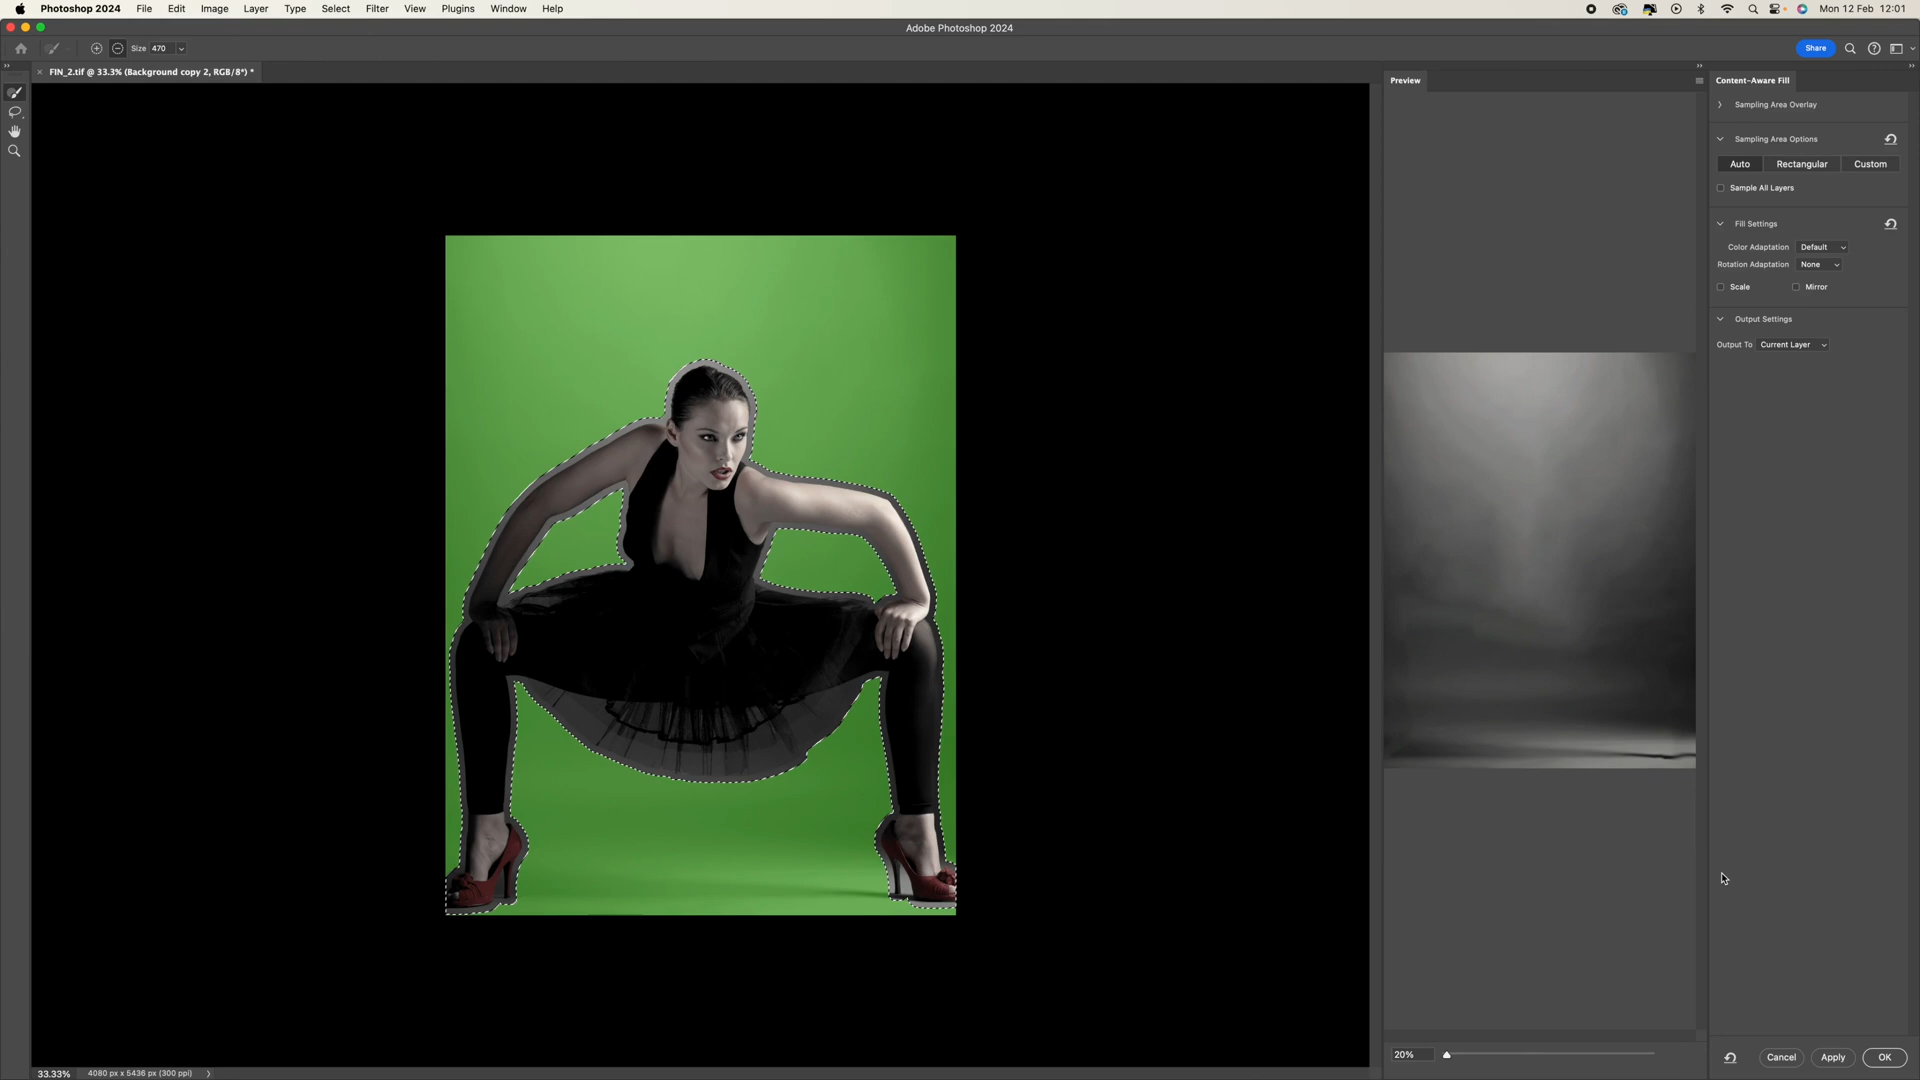 Photoshop 2024 File Edit Image Layer Type Select Filter View Plugins Window Help Mon 12 Feb 12:01
Adobe Photoshop 2024
Size 470 Share
× FIN_2.tif @ 33.3% (Background copy 2, RGB/8*) *
Preview
Content-Aware Fill
Sampling Area Overlay
Sampling Area Options
Auto Rectangular Custom
Sample All Layers
Fill Settings
Color Adaptation Default
Rotation Adaptation None
Scale Mirror
Output Settings
Output To Current Layer
20%
Cancel Apply OK
33.33% 4080 px x 5436 px (300 ppi)